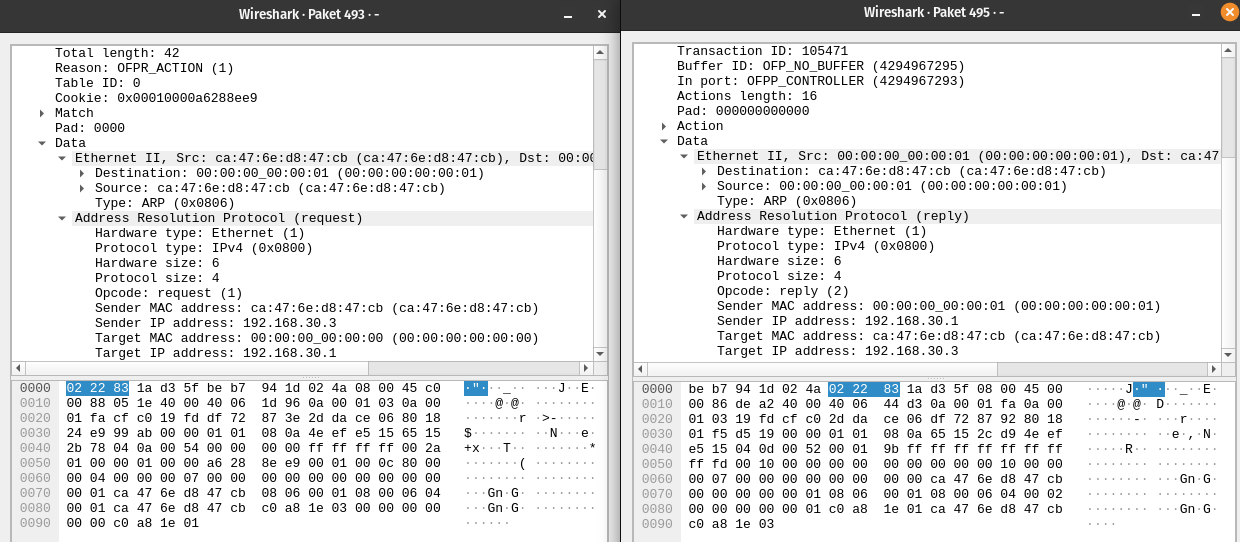 Wireshark · Paket 493 · -
Total length: 42
Reason: OFPR_ACTION (1)
Table ID: 0
Cookie: 0x00010000a6288ee9
Match
Pad: 0000
Data
Ethernet II, Src: ca:47:6e:d8:47:cb (ca:47:6e:d8:47:cb), Dst: 00:00
Destination: 00:00:00_00:00:01 (00:00:00:00:00:01)
Source: ca:47:6e:d8:47:cb (ca:47:6e:d8:47:cb)
Type: ARP (0x0806)
Address Resolution Protocol (request)
Hardware type: Ethernet (1)
Protocol type: IPv4 (0x0800)
Hardware size: 6
Protocol size: 4
Opcode: request (1)
Sender MAC address: ca:47:6e:d8:47:cb (ca:47:6e:d8:47:cb)
Sender IP address: 192.168.30.3
Target MAC address: 00:00:00_00:00:00 (00:00:00:00:00:00)
Target IP address: 192.168.30.1
0000 02 22 83 1a d3 5f be b7 94 1d 02 4a 08 00 45 c0 ·"···_·· ···J··E·
0010 00 88 05 1e 40 00 40 06 1d 96 0a 00 01 03 0a 00 ····@·@· ········
0020 01 fa cf c0 19 fd df 72 87 3e 2d da ce 06 80 18 ·······r ·>-·····
0030 24 e9 99 ab 00 00 01 01 08 0a 4e ef e5 15 65 15 $······· ··N···e·
0040 2b 78 04 0a 00 54 00 00 00 00 ff ff ff ff 00 2a +x···T·· ·······*
0050 01 00 00 01 00 00 a6 28 8e e9 00 01 00 0c 80 00 ·······( ········
0060 00 04 00 00 00 07 00 00 00 00 00 00 00 00 00 00 ········ ········
0070 00 01 ca 47 6e d8 47 cb 08 06 00 01 08 00 06 04 ···Gn·G· ········
0080 00 01 ca 47 6e d8 47 cb c0 a8 1e 03 00 00 00 00 ···Gn·G· ········
0090 00 00 c0 a8 1e 01 ······
Wireshark · Paket 495 · -
Transaction ID: 105471
Buffer ID: OFP_NO_BUFFER (4294967295)
In port: OFPP_CONTROLLER (4294967293)
Actions length: 16
Pad: 000000000000
Action
Data
Ethernet II, Src: 00:00:00_00:00:01 (00:00:00:00:00:01), Dst: ca:47
Destination: ca:47:6e:d8:47:cb (ca:47:6e:d8:47:cb)
Source: 00:00:00_00:00:01 (00:00:00:00:00:01)
Type: ARP (0x0806)
Address Resolution Protocol (reply)
Hardware type: Ethernet (1)
Protocol type: IPv4 (0x0800)
Hardware size: 6
Protocol size: 4
Opcode: reply (2)
Sender MAC address: 00:00:00_00:00:01 (00:00:00:00:00:01)
Sender IP address: 192.168.30.1
Target MAC address: ca:47:6e:d8:47:cb (ca:47:6e:d8:47:cb)
Target IP address: 192.168.30.3
0000 be b7 94 1d 02 4a 02 22 83 1a d3 5f 08 00 45 00 ·····J·" ···_··E·
0010 00 86 de a2 40 00 40 06 44 d3 0a 00 01 fa 0a 00 ····@·@· D·······
0020 01 03 19 fd cf c0 2d da ce 06 df 72 87 92 80 18 ······-· ···r····
0030 01 f5 d5 19 00 00 01 01 08 0a 65 15 2c d9 4e ef ········ ··e·,·N·
0040 e5 15 04 0d 00 52 00 01 9b ff ff ff ff ff ff ff ·····R·· ········
0050 ff fd 00 10 00 00 00 00 00 00 00 00 00 10 00 00 ········ ········
0060 00 07 00 00 00 00 00 00 00 00 ca 47 6e d8 47 cb ········ ···Gn·G·
0070 00 00 00 00 00 01 08 06 00 01 08 00 06 04 00 02 ········ ········
0080 00 00 00 00 00 01 c0 a8 1e 01 ca 47 6e d8 47 cb ········ ···Gn·G·
0090 c0 a8 1e 03 ····